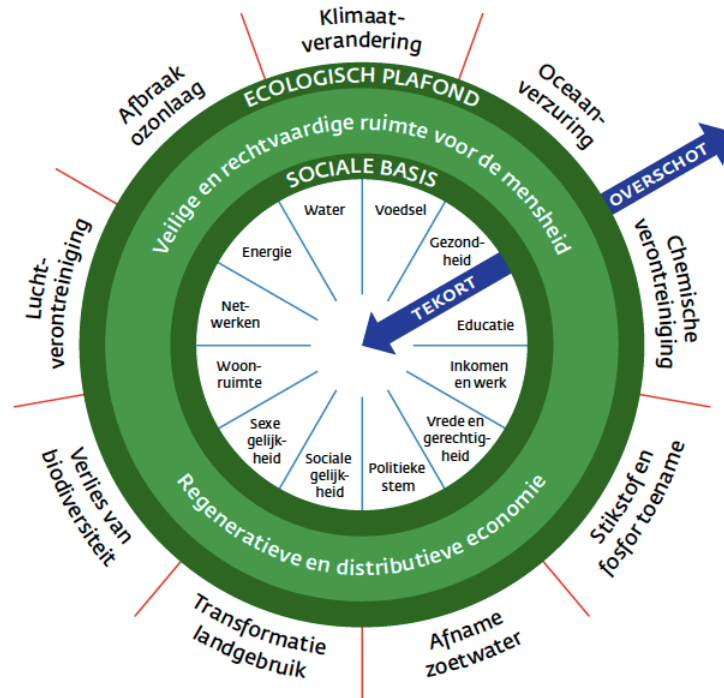 Klimaat-
verandering
Oceaan-
verzuring
OVERSCHOT
Chemische
verontreiniging
Stikstof en
fosfor toename
Afname
zoetwater
Transformatie
landgebruik
Verlies van
biodiversiteit
Lucht-
verontreiniging
Afbraak
ozonlaag
ECOLOGISCH PLAFOND
Veilige en rechtvaardige ruimte voor de mensheid
SOCIALE BASIS
Water
Voedsel
Gezond-
heid
TEKORT
Educatie
Inkomen
en werk
Vrede en
gerechtig-
heid
Politieke
stem
Sociale
gelijk-
heid
Sexe
gelijk-
heid
Woon-
ruimte
Net-
werken
Energie
Regeneratieve en distributieve economie